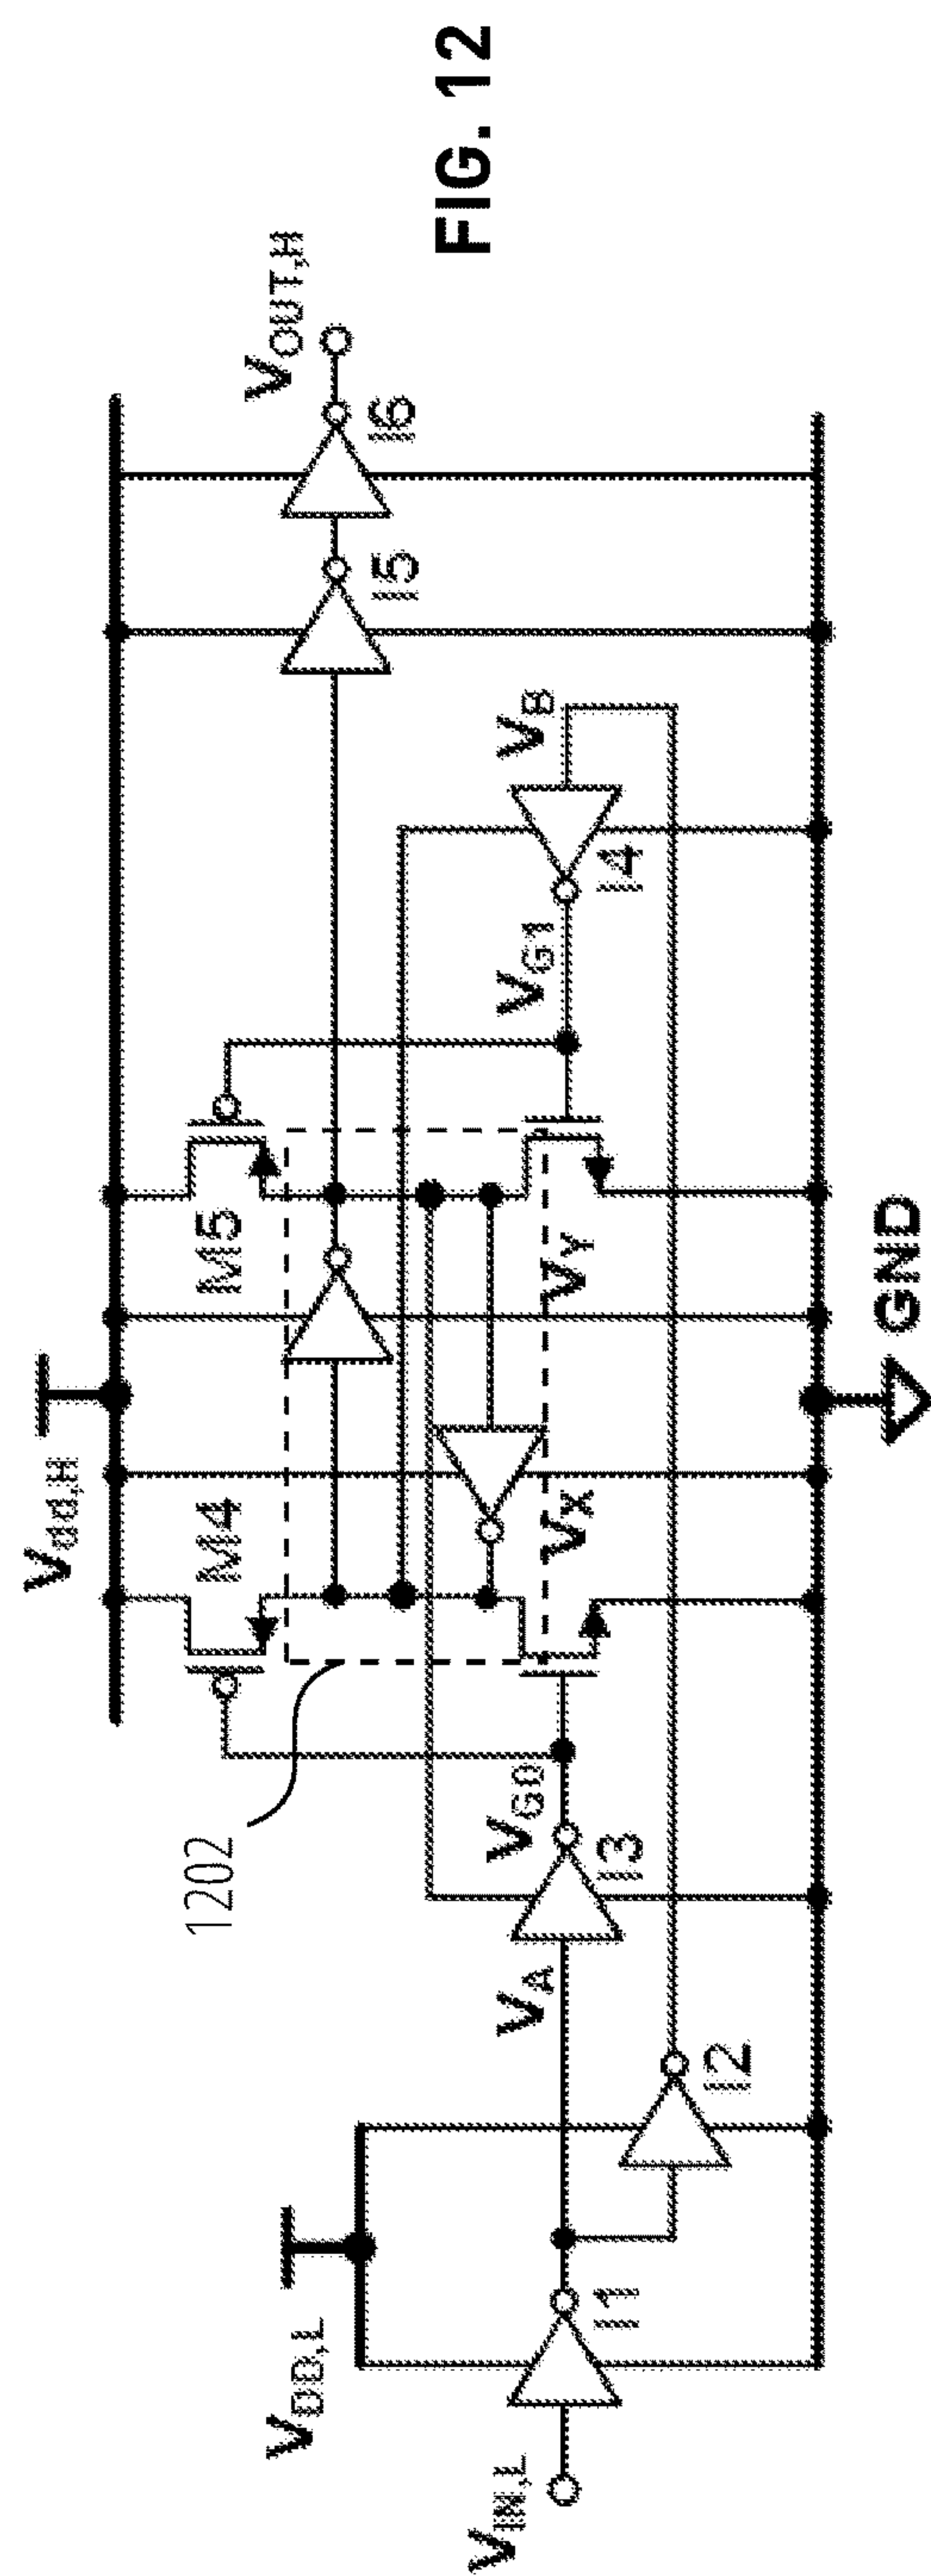 FIG. 12
Vdd,H
VOUT,H
M4
M5
I5
I6
1202
VDD,L
VIN,L
I1
I2
VA
I3
VG0
VX
VY
VG1
I4
VB
GND